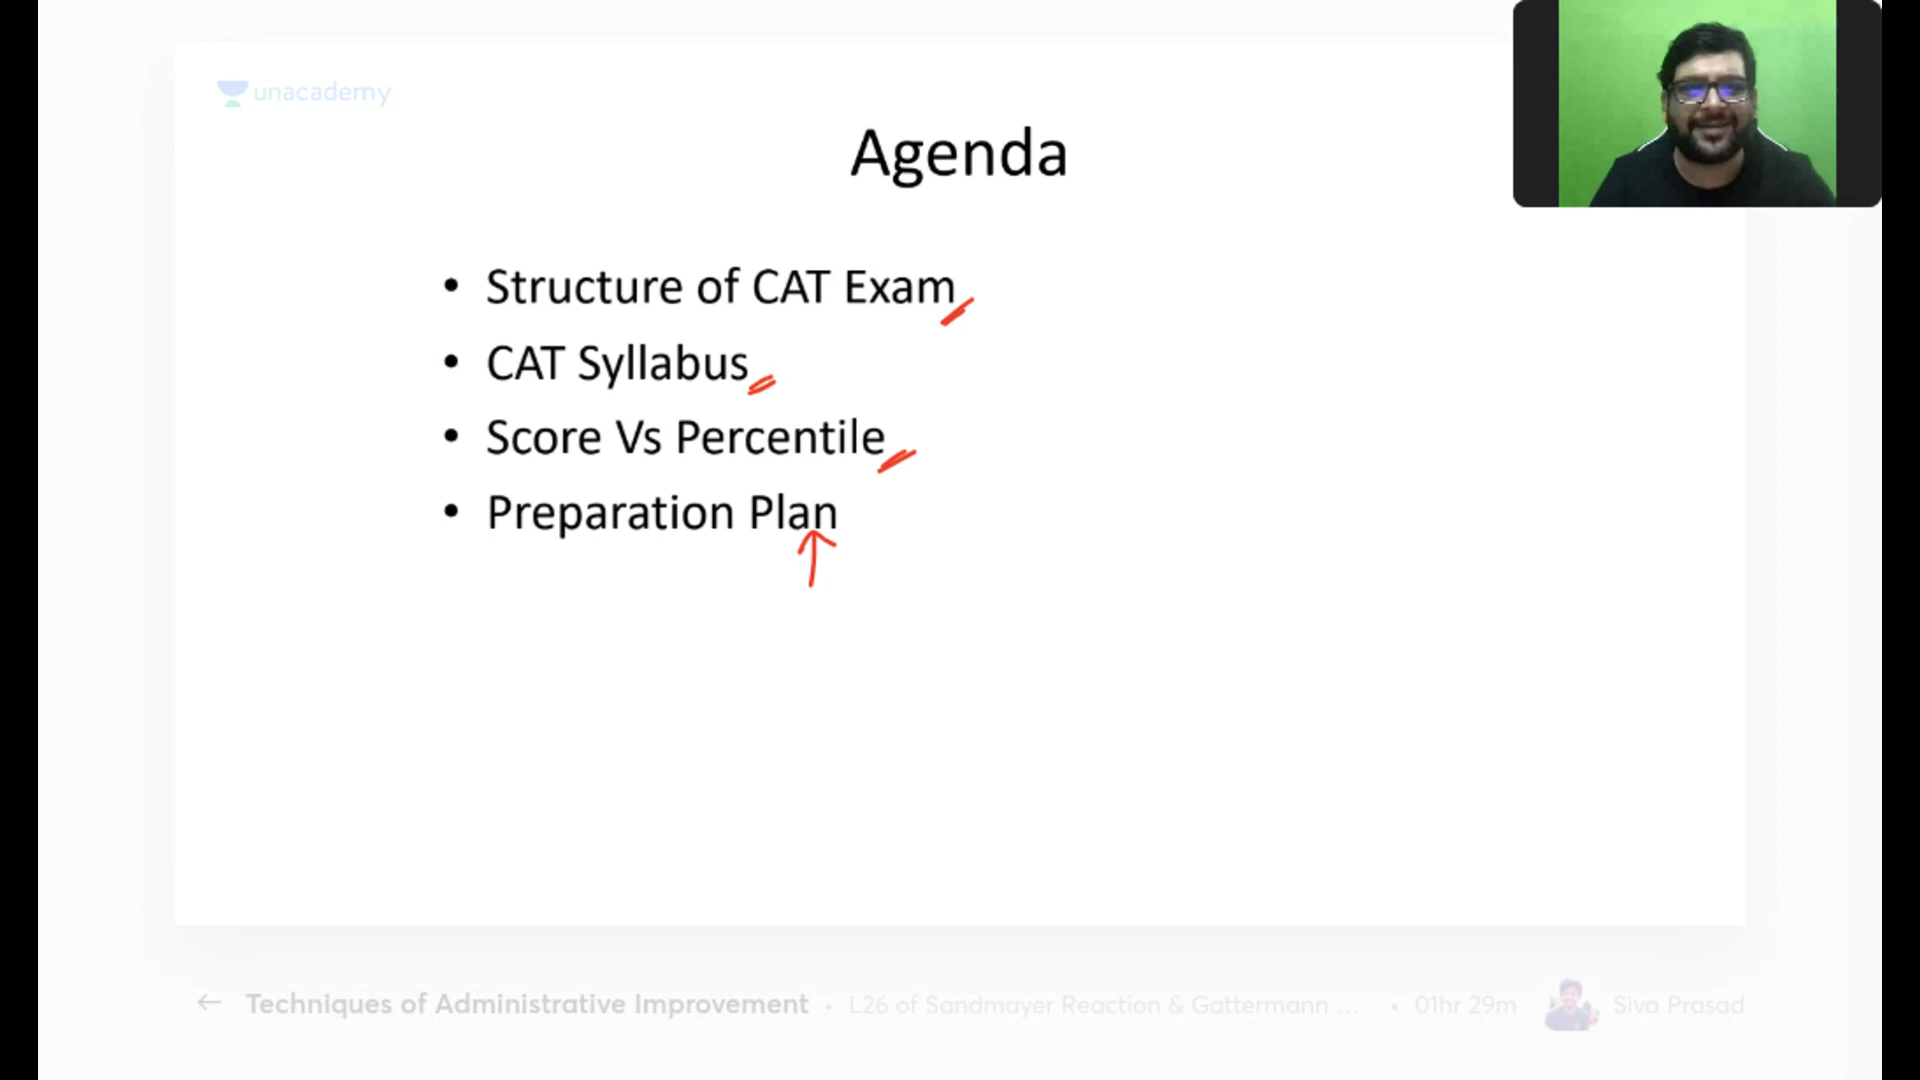 unacademy
Agenda
• Structure of CAT Exam
• CAT Syllabus
• Score Vs Percentile
• Preparation Plan
← Techniques of Administrative Improvement • L26 of Sandmayer Reaction & Gattermann ... • 01hr 29m Siva Prasad